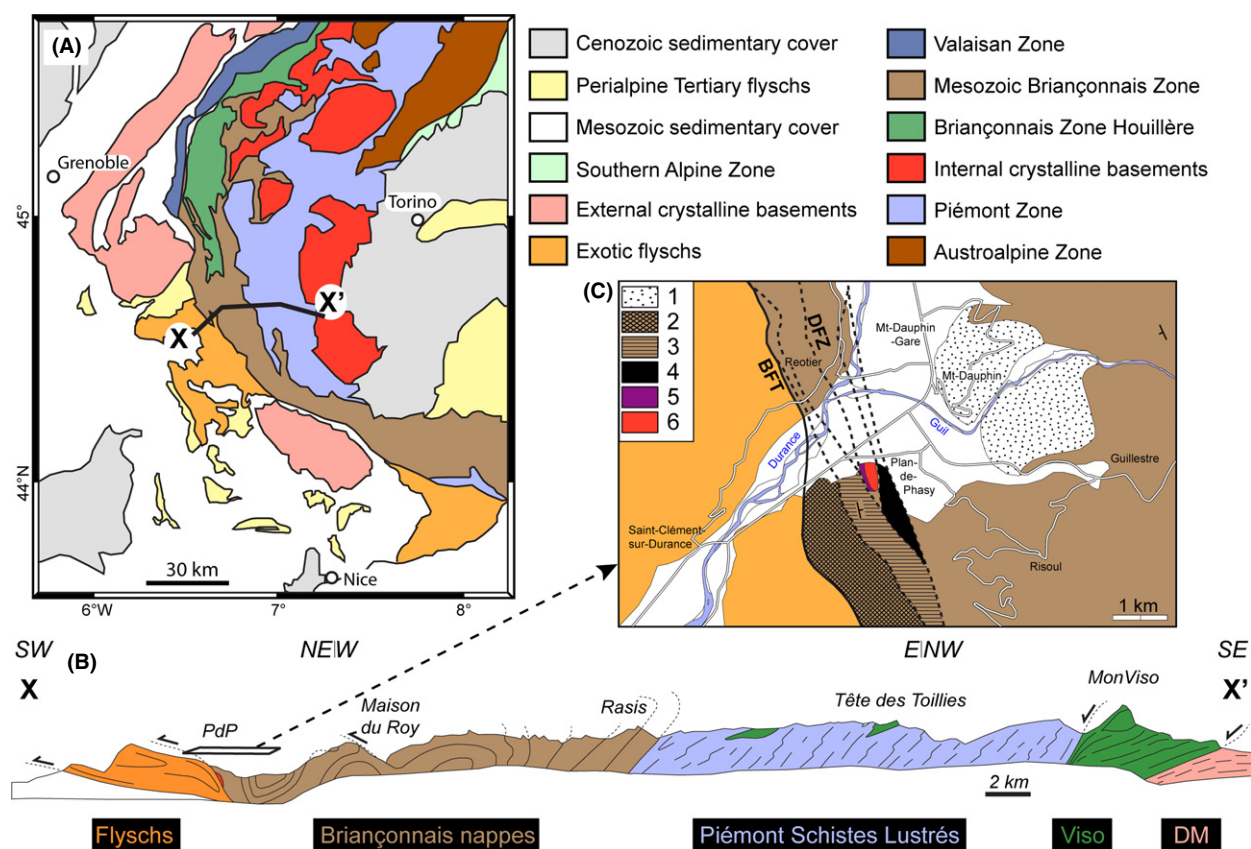 (A)
Grenoble
Torino
Nice
X
X'
45°
44°N
30 km
6°W
7°
8°
Cenozoic sedimentary cover
Perialpine Tertiary flyschs
Mesozoic sedimentary cover
Southern Alpine Zone
External crystalline basements
Exotic flyschs
Valaisan Zone
Mesozoic Briançonnais Zone
Briançonnais Zone Houillère
Internal crystalline basements
Piémont Zone
Austroalpine Zone
(C)
1
2
3
4
5
6
BFT
DFZ
Reotier
Mt-Dauphin
-Gare
Mt-Dauphin
Durance
Guil
Plan-
de-
Phasy
Guillestre
Saint-Clément-
sur-Durance
Risoul
1 km
SW
(B)
NE|W
E|NW
SE
X
X'
PdP
Maison
du Roy
Rasis
Tête des Toillies
MonViso
2 km
Flyschs
Briançonnais nappes
Piémont Schistes Lustrés
Viso
DM